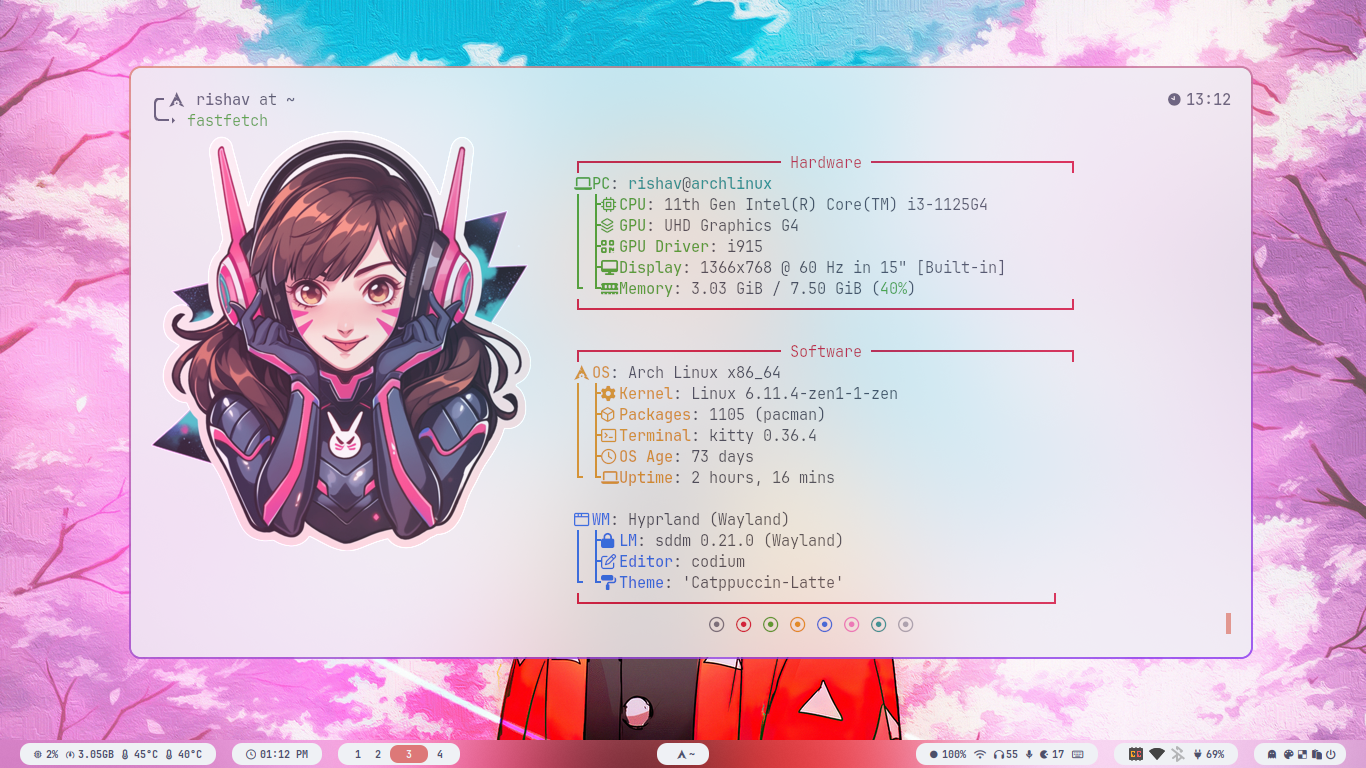 rishav at ~
13:12
fastfetch
Hardware
PC: rishav@archlinux
CPU: 11th Gen Intel(R) Core(TM) i3-1125G4
GPU: UHD Graphics G4
GPU Driver: i915
Display: 1366x768 @ 60 Hz in 15" [Built-in]
Memory: 3.03 GiB / 7.50 GiB (40%)
Software
OS: Arch Linux x86_64
Kernel: Linux 6.11.4-zen1-1-zen
Packages: 1105 (pacman)
Terminal: kitty 0.36.4
OS Age: 73 days
Uptime: 2 hours, 16 mins
WM: Hyprland (Wayland)
LM: sddm 0.21.0 (Wayland)
Editor: codium
Theme: 'Catppuccin-Latte'
2% 3.05GB 45°C 40°C 01:12 PM 1 2 3 4 ~ 100% 55 17 69%